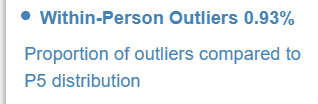 • Within-Person Outliers 0.93%
Proportion of outliers compared to
P5 distribution